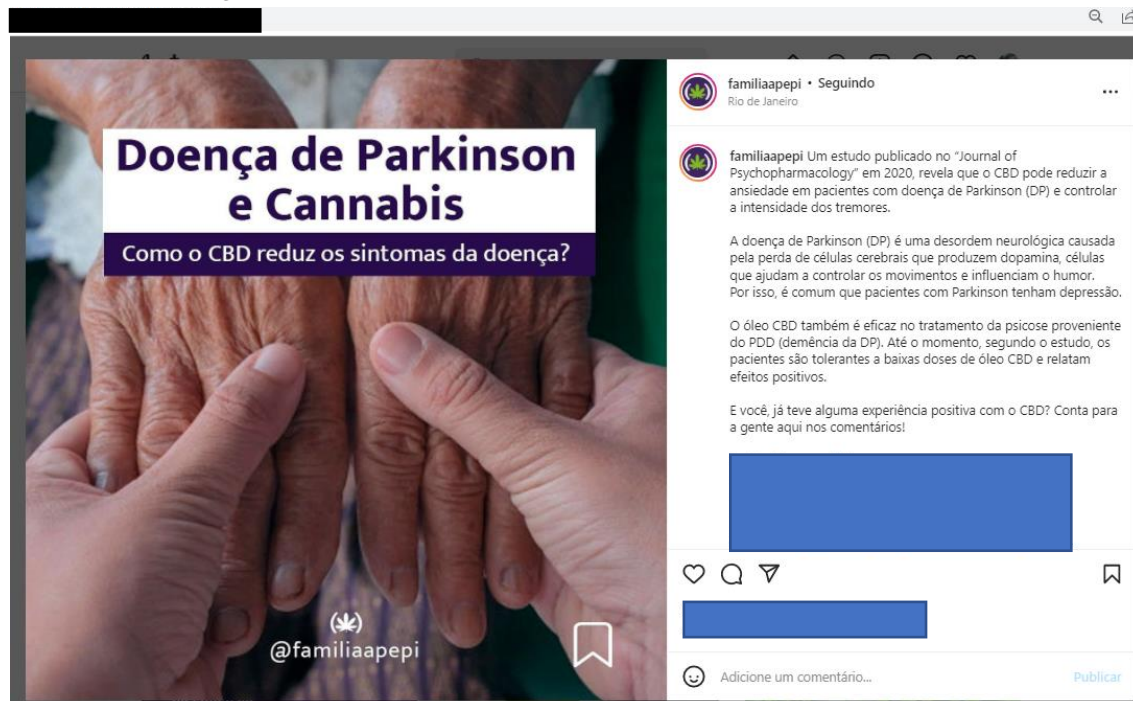 Doença de Parkinson
e Cannabis
Como o CBD reduz os sintomas da doença?
@familiaapepi
familiaapepi • Seguindo
Rio de Janeiro
familiaapepi Um estudo publicado no "Journal of
Psychopharmacology" em 2020, revela que o CBD pode reduzir a
ansiedade em pacientes com doença de Parkinson (DP) e controlar
a intensidade dos tremores.
A doença de Parkinson (DP) é uma desordem neurológica causada
pela perda de células cerebrais que produzem dopamina, células
que ajudam a controlar os movimentos e influenciam o humor.
Por isso, é comum que pacientes com Parkinson tenham depressão.
O óleo CBD também é eficaz no tratamento da psicose proveniente
do PDD (demência da DP). Até o momento, segundo o estudo, os
pacientes são tolerantes a baixas doses de óleo CBD e relatam
efeitos positivos.
E você, já teve alguma experiência positiva com o CBD? Conta para
a gente aqui nos comentários!
Adicione um comentário...
Publicar